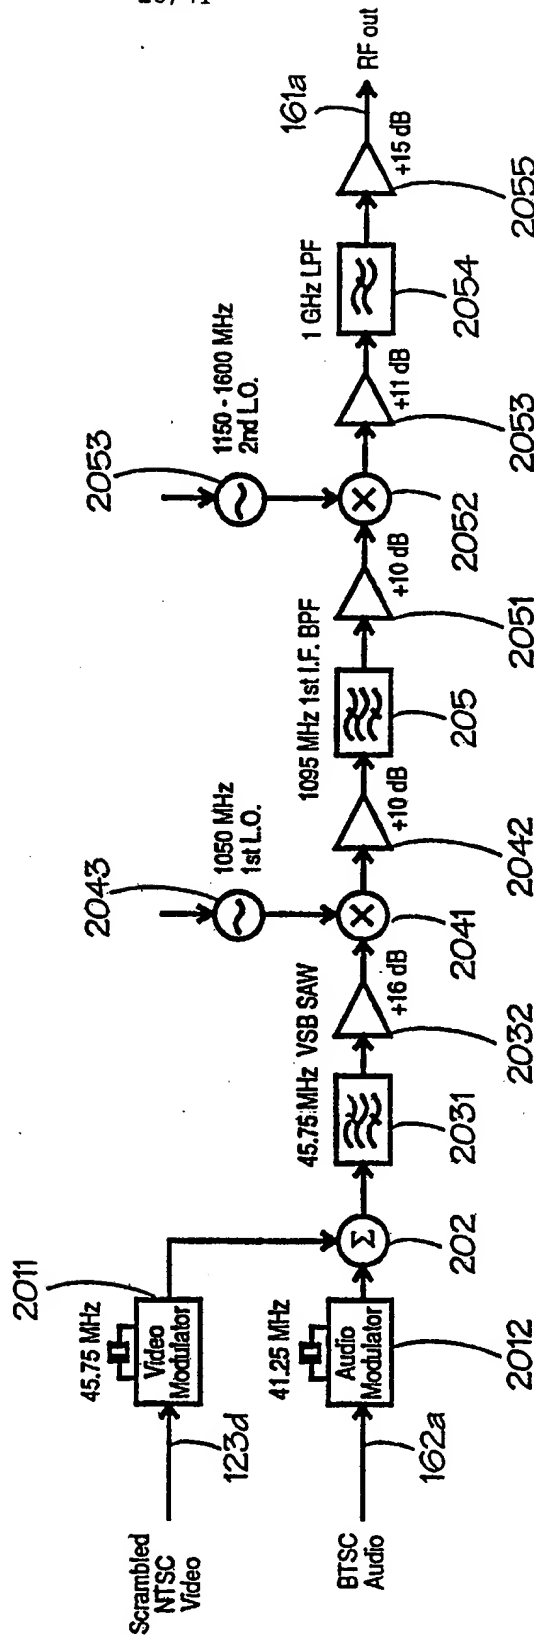 Scrambled
NTSC
Video
123d
45.75 MHz
Video
Modulator
2011
BTSC
Audio
162a
41.25 MHz
Audio
Modulator
2012
Σ
202
45.75 MHz VSB SAW
2031
+16 dB
2032
2043
1050 MHz
1st L.O.
2041
+10 dB
2042
1095 MHz 1st I.F. BPF
205
+10 dB
2051
2053
1150 - 1600 MHz
2nd L.O.
2052
+11 dB
2053
1 GHz LPF
2054
+15 dB
2055
161a
RF out